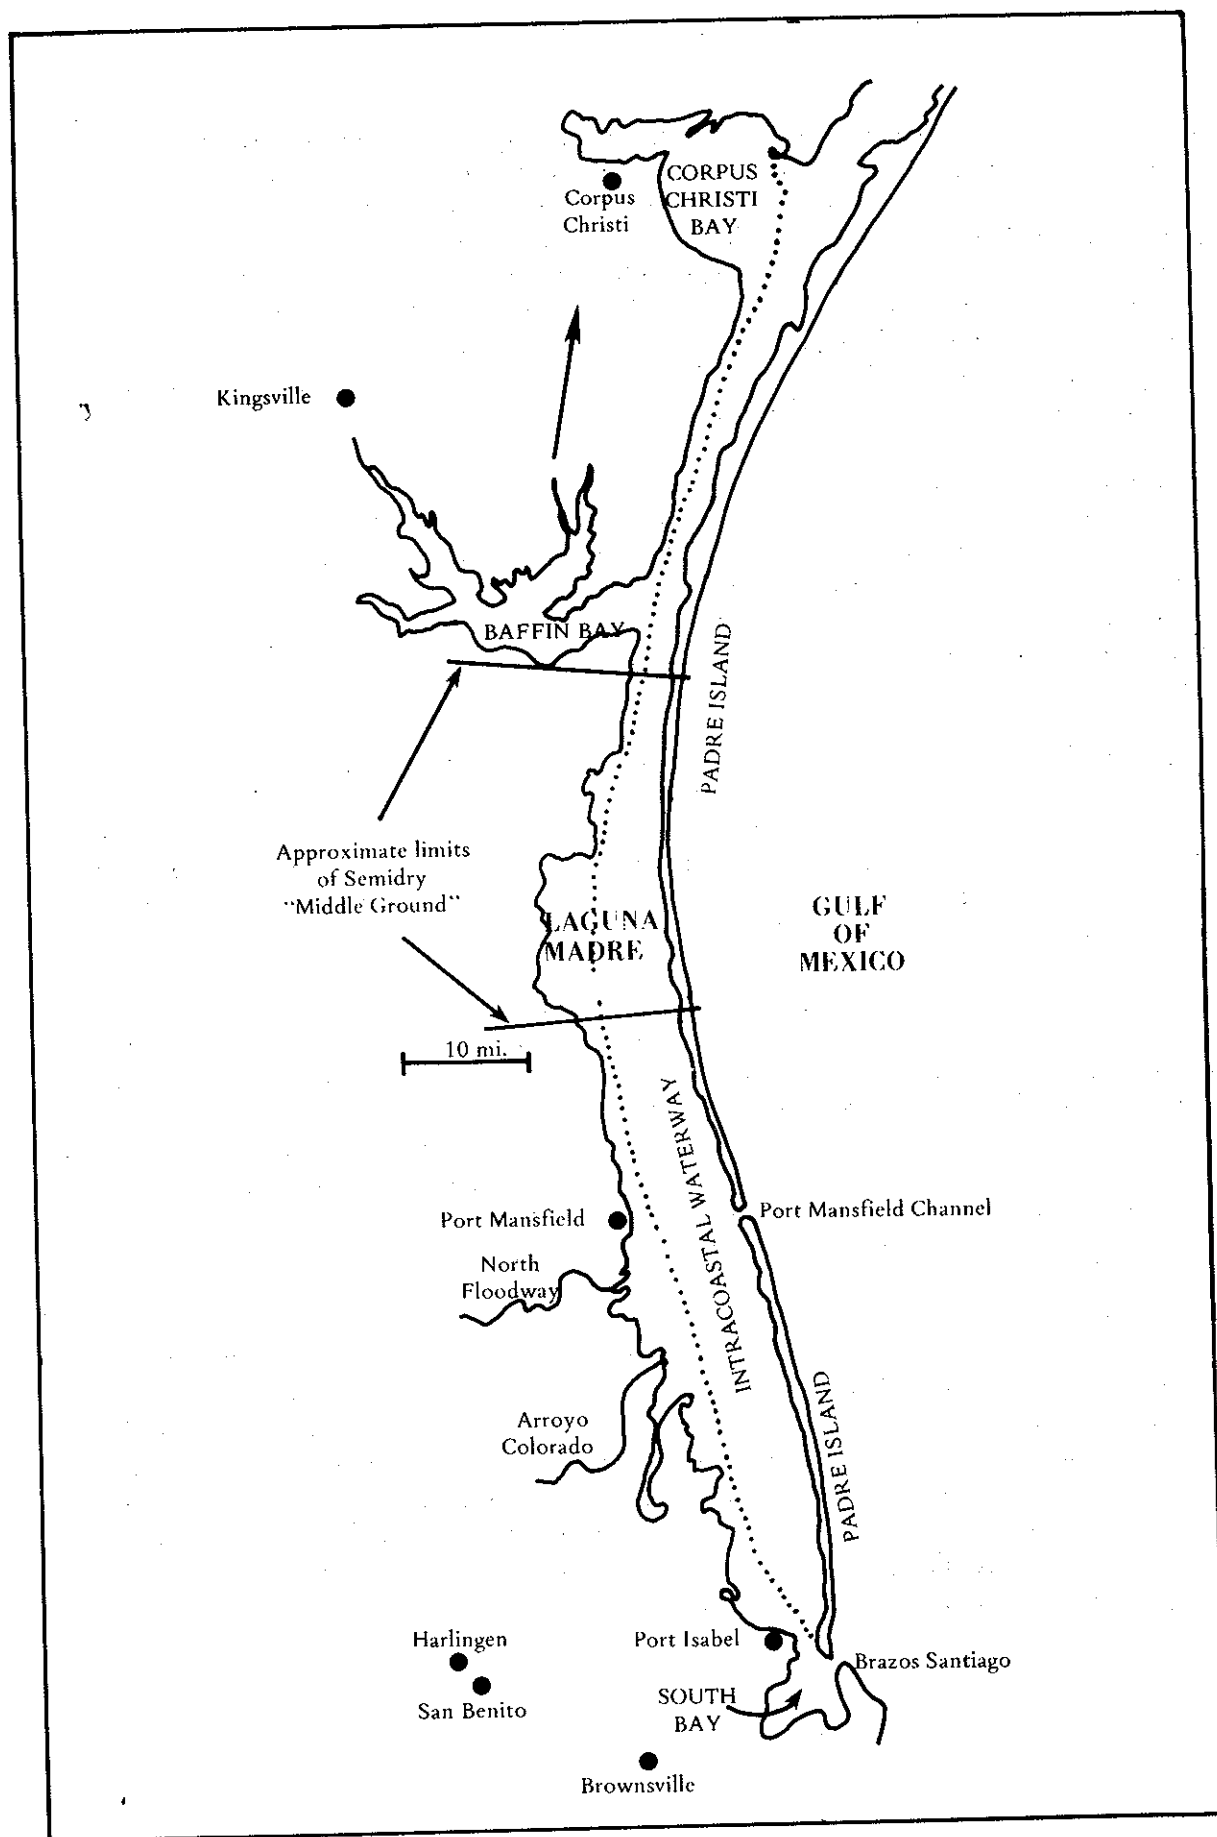 CORPUS
CHRISTI
BAY
Corpus
Christi
Kingsville
BAFFIN BAY
PADRE ISLAND
Approximate limits
of Semidry
"Middle Ground"
LAGUNA
MADRE
GULF
OF
MEXICO
10 mi.
INTRACOASTAL WATERWAY
Port Mansfield
Port Mansfield Channel
North
Floodway
Arroyo
Colorado
PADRE ISLAND
Harlingen
San Benito
Port Isabel
Brazos Santiago
SOUTH
BAY
Brownsville